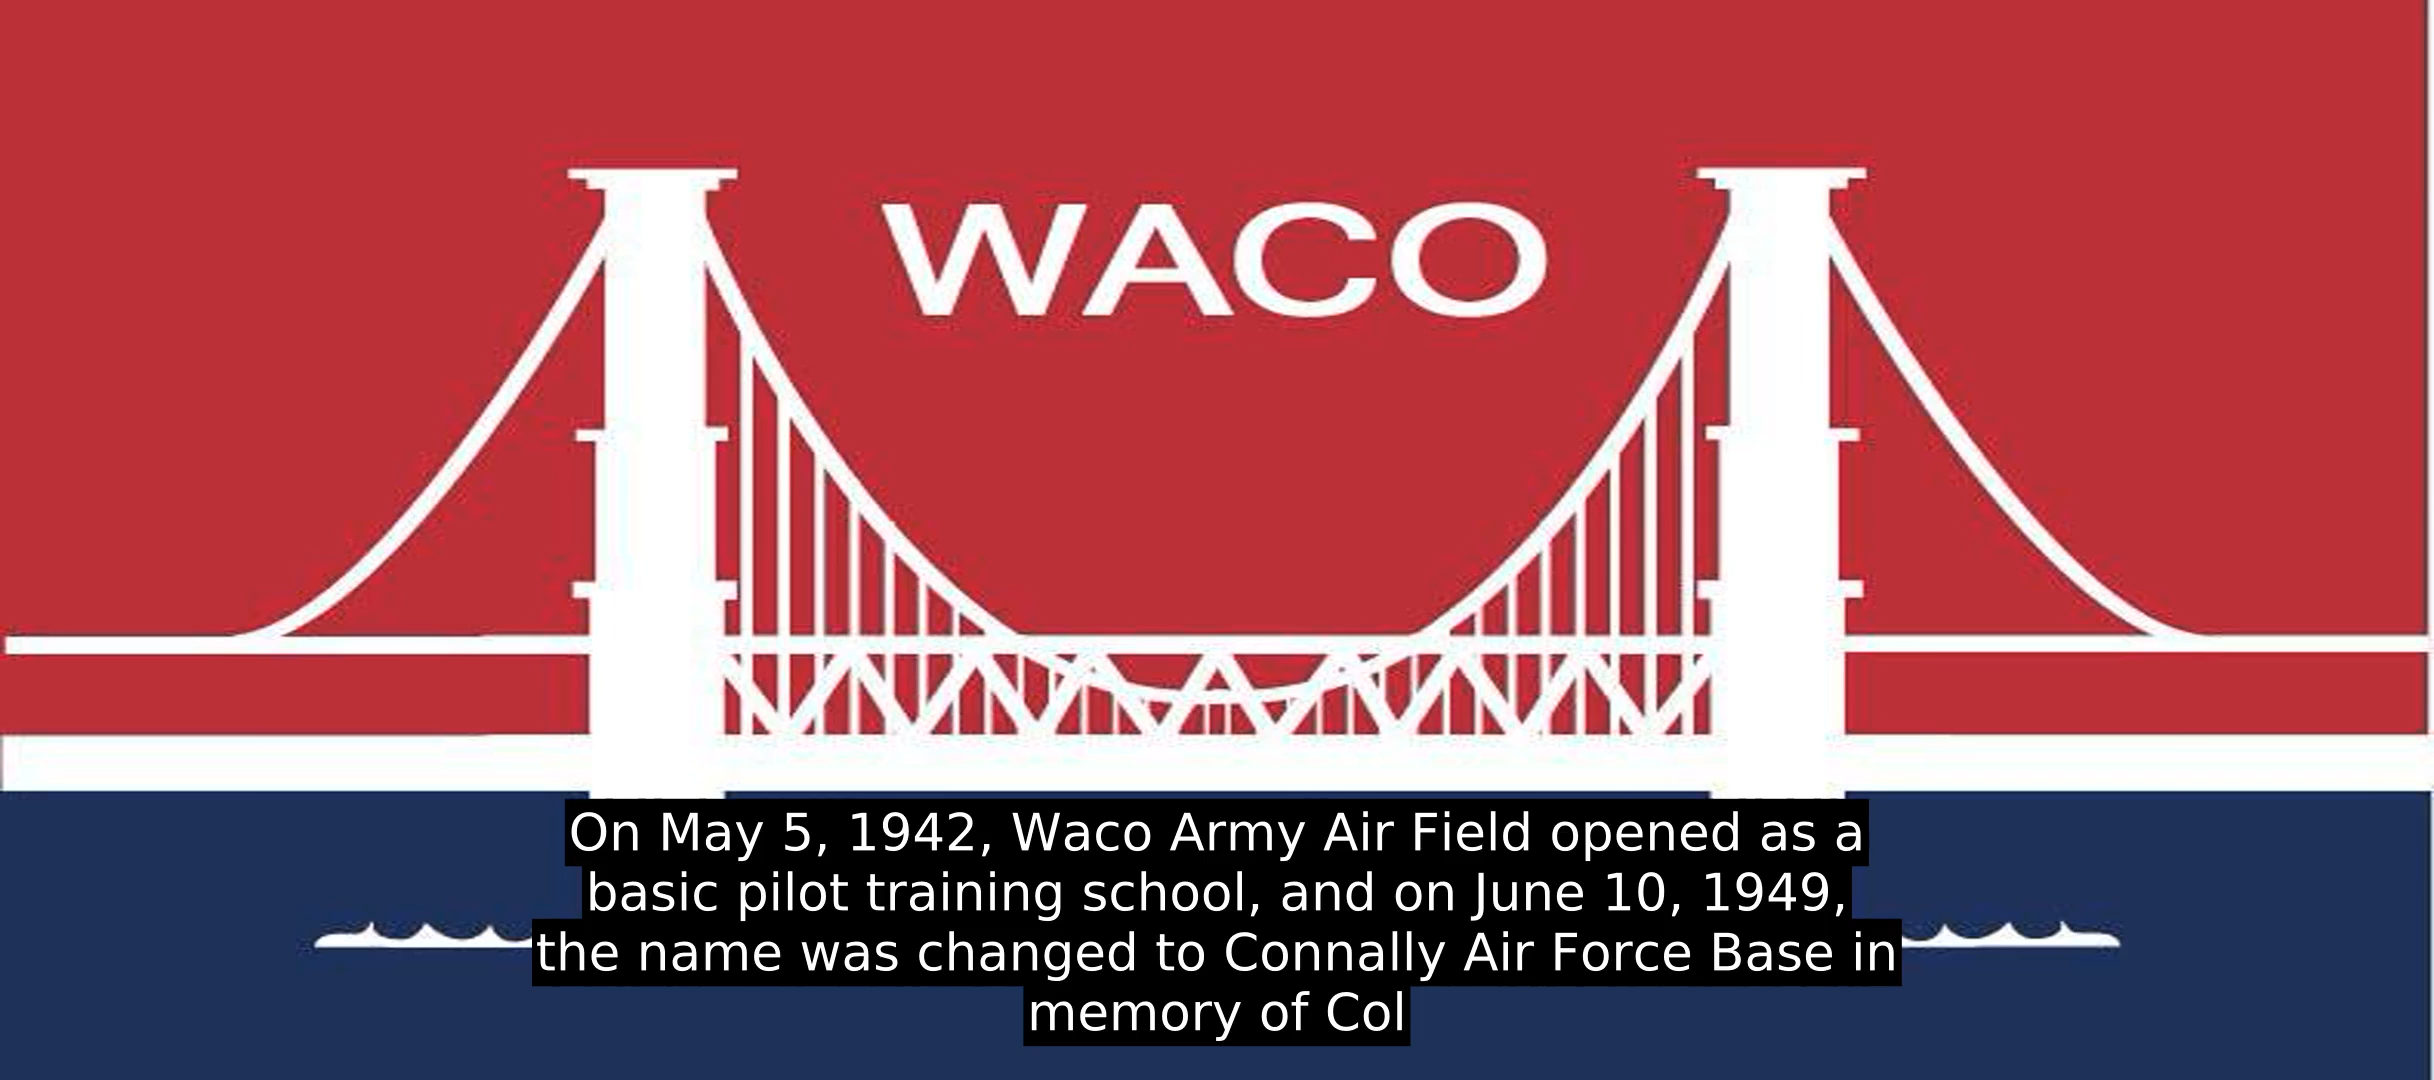 WACO
On May 5, 1942, Waco Army Air Field opened as a
basic pilot training school, and on June 10, 1949,
the name was changed to Connally Air Force Base in
memory of Col